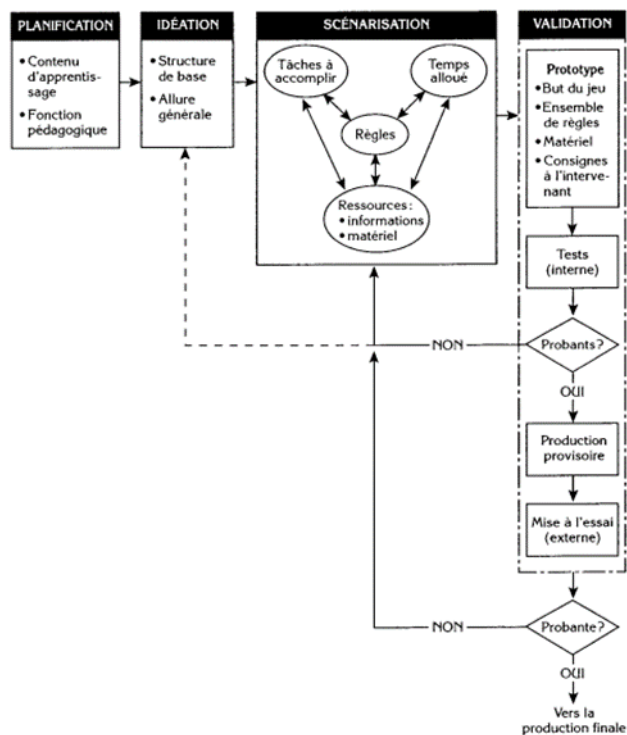 PLANIFICATION
• Contenu
d'apprentis-
sage
• Fonction
pédagogique
IDÉATION
• Structure
de base
• Allure
générale
SCÉNARISATION
Tâches à
accomplir
Temps
alloué
Règles
Ressources :
• informations
• matériel
VALIDATION
Prototype
• But du jeu
• Ensemble
de règles
• Matériel
• Consignes
à l'interve-
nant
Tests
(interne)
Probants?
NON
OUI
Production
provisoire
Mise à l'essai
(externe)
Probante?
NON
OUI
Vers la
production finale